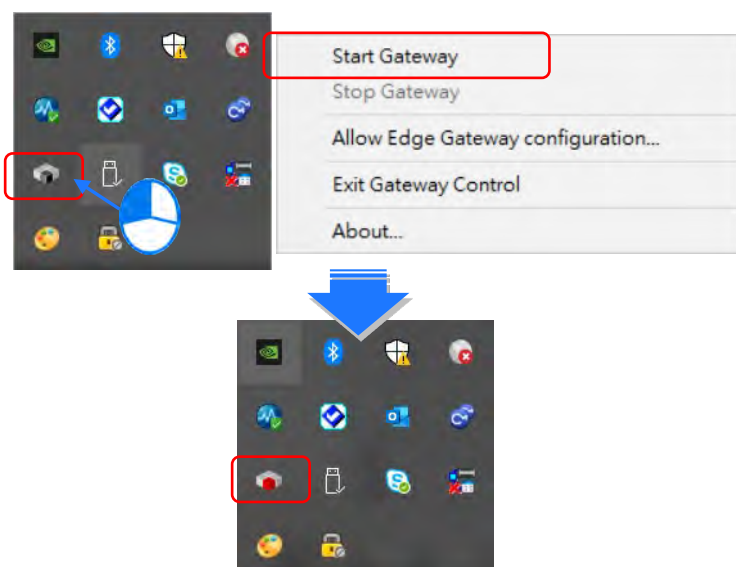 Start Gateway
Stop Gateway
Allow Edge Gateway configuration...
Exit Gateway Control
About...